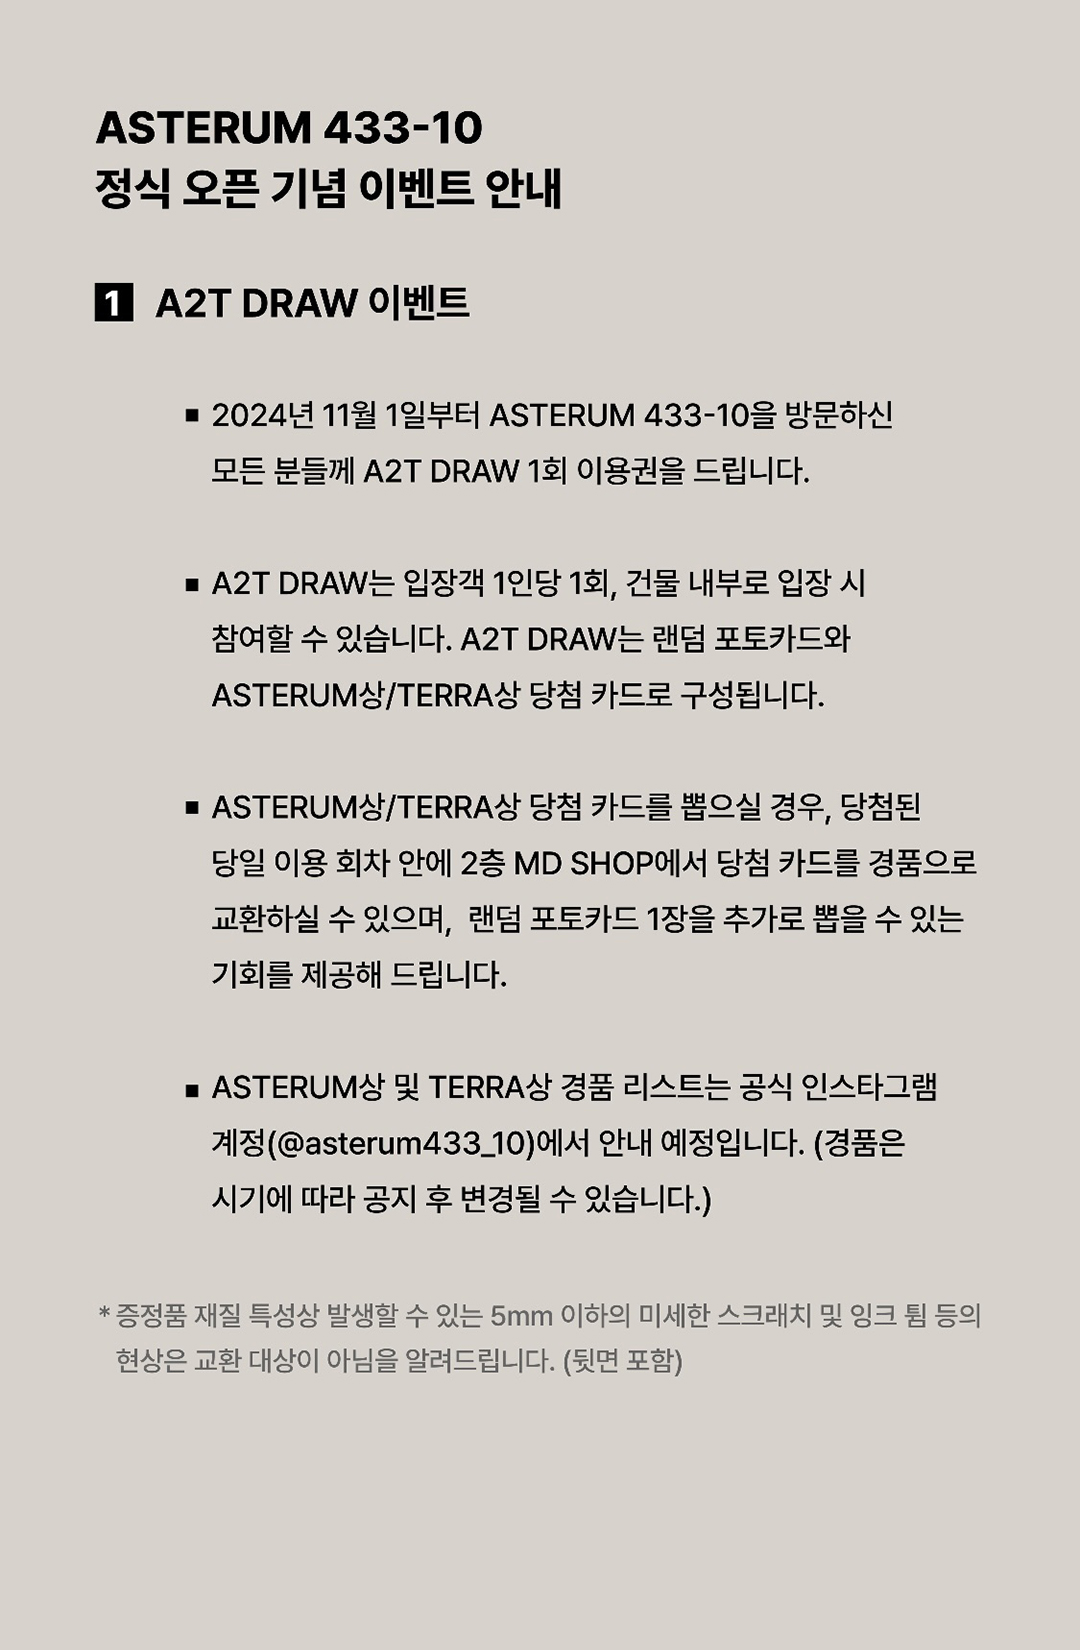 ASTERUM 433-10
정식 오픈 기념 이벤트 안내
1 A2T DRAW 이벤트
▪ 2024년 11월 1일부터 ASTERUM 433-10을 방문하신
모든 분들께 A2T DRAW 1회 이용권을 드립니다.
▪ A2T DRAW는 입장객 1인당 1회, 건물 내부로 입장 시
참여할 수 있습니다. A2T DRAW는 랜덤 포토카드와
ASTERUM상/TERRA상 당첨 카드로 구성됩니다.
▪ ASTERUM상/TERRA상 당첨 카드를 뽑으실 경우, 당첨된
당일 이용 회차 안에 2층 MD SHOP에서 당첨 카드를 경품으로
교환하실 수 있으며, 랜덤 포토카드 1장을 추가로 뽑을 수 있는
기회를 제공해 드립니다.
▪ ASTERUM상 및 TERRA상 경품 리스트는 공식 인스타그램
계정(@asterum433_10)에서 안내 예정입니다. (경품은
시기에 따라 공지 후 변경될 수 있습니다.)
* 증정품 재질 특성상 발생할 수 있는 5mm 이하의 미세한 스크래치 및 잉크 튐 등의
현상은 교환 대상이 아님을 알려드립니다. (뒷면 포함)